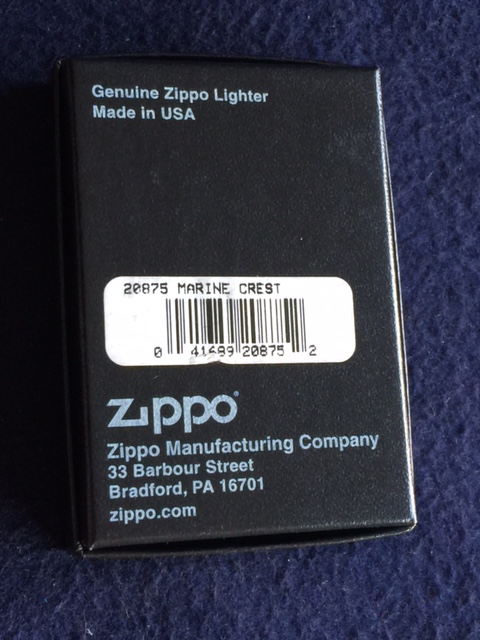 Genuine Zippo Lighter
Made in USA
20875 MARINE CREST
0 41689 20875 2
Zippo®
Zippo Manufacturing Company
33 Barbour Street
Bradford, PA 16701
zippo.com